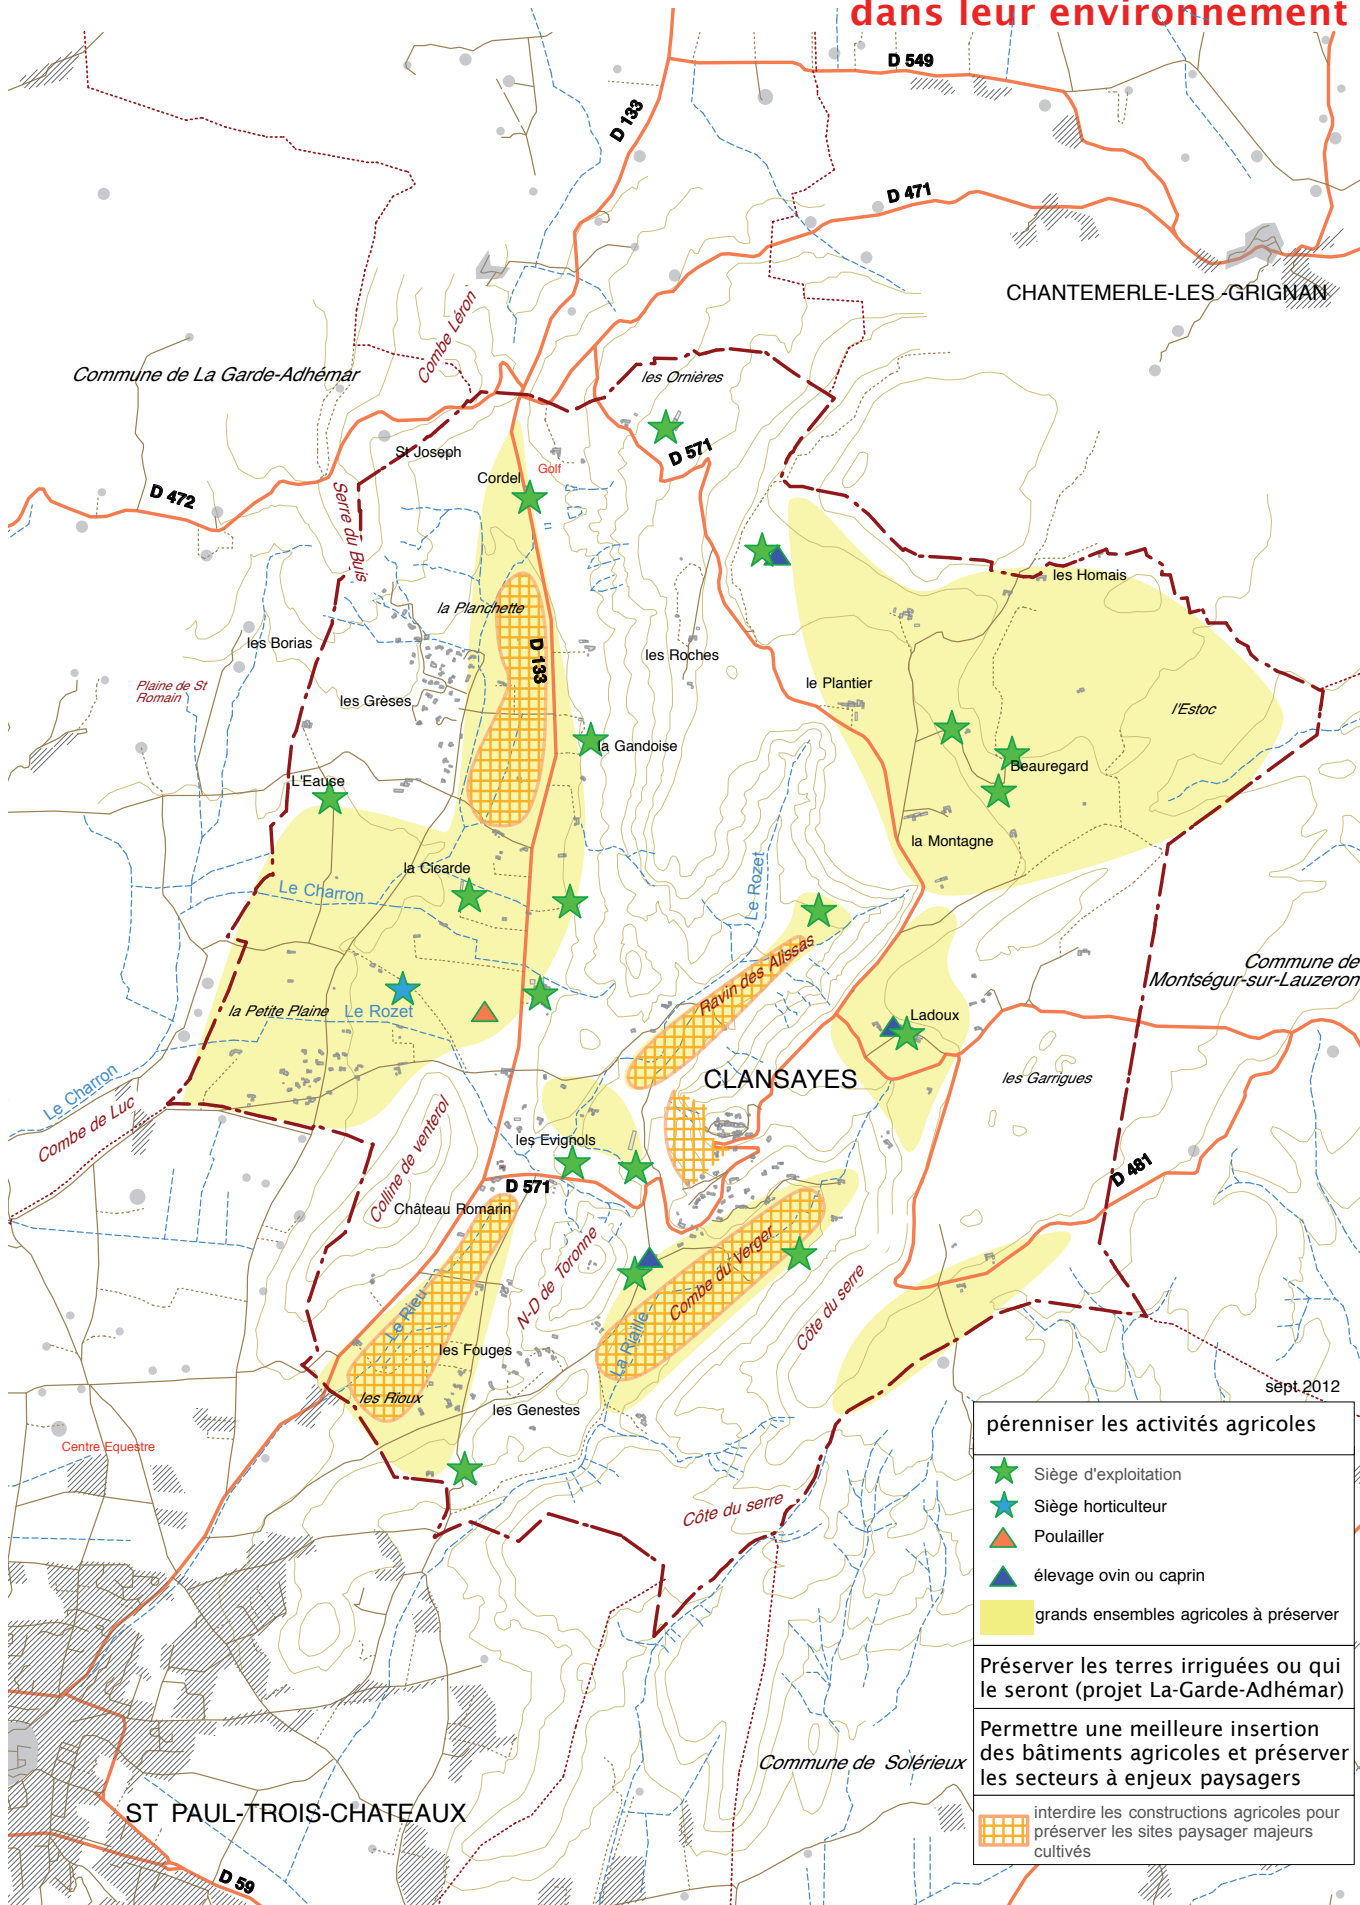 dans leur environnement
D 549
D 133
D 471
CHANTEMERLE-LES -GRIGNAN
Combe Léron
Commune de La Garde-Adhémar
les Ornières
St Joseph
D 571
Golf
Cordel
D 472
Serre du Buis
les Homais
la Planchette
les Borias
D 133
les Roches
Plaine de St
Romain
le Plantier
les Grèses
l'Estoc
la Gandoise
Beauregard
L'Eause
la Montagne
la Cicarde
Le Rozet
Le Charron
Ravin des Alissas
Commune de
Montségur-sur-Lauzeron
la Petite Plaine
Le Rozet
Ladoux
CLANSAYES
les Garrigues
Le Charron
Combe de Luc
Colline de venterol
les Evignols
D 481
D 571
Château Romarin
N-D de Toronne
Combe du Verger
Côte du serre
Le Rieu
La Riaille
les Fouges
les Rioux
les Genestes
Centre Equestre
Côte du serre
Commune de Solérieux
ST PAUL-TROIS-CHATEAUX
D 59
sept 2012
pérenniser les activités agricoles
Siège d'exploitation
Siège horticulteur
Poulailler
élevage ovin ou caprin
grands ensembles agricoles à préserver
Préserver les terres irriguées ou qui
le seront (projet La-Garde-Adhémar)
Permettre une meilleure insertion
des bâtiments agricoles et préserver
les secteurs à enjeux paysagers
interdire les constructions agricoles pour
préserver les sites paysager majeurs
cultivés